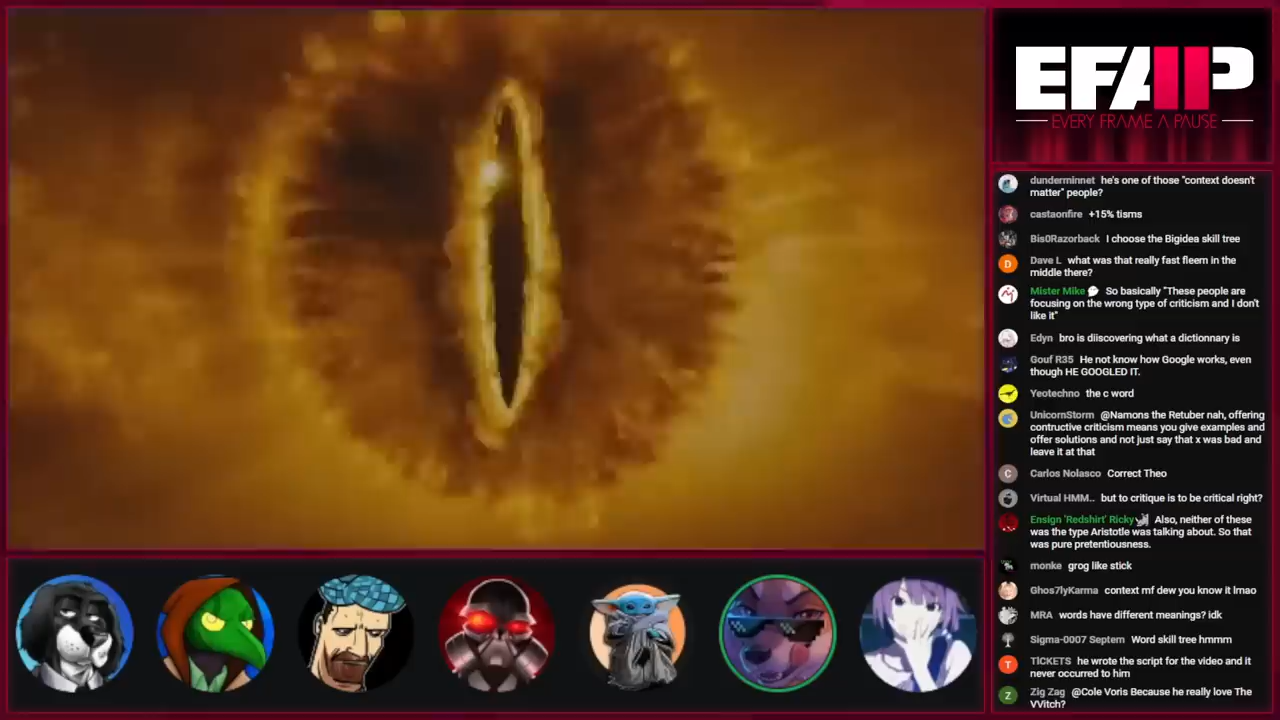 EFAP
EVERY FRAME A PAUSE
dunderminnet he's one of those "context doesn't
matter" people?
castaonfire +15% tisms
Bis0Razorback I choose the Bigidea skill tree
Dave L what was that really fast fleem in the
middle there?
Mister Mike So basically "These people are
focusing on the wrong type of criticism and I don't
like it"
Edyn bro is diiscovering what a dictionnary is
Gouf R35 He not know how Google works, even
though HE GOOGLED IT.
Yeotechno the c word
UnicornStorm @Namons the Retuber nah, offering
contructive criticism means you give examples and
offer solutions and not just say that x was bad and
leave it at that
Carlos Nolasco Correct Theo
Virtual HMM.. but to critique is to be critical right?
Ensign 'Redshirt' Ricky Also, neither of these
was the type Aristotle was talking about. So that
was pure pretentiousness.
monke grog like stick
Ghos7lyKarma context mf dew you know it lmao
MRA words have different meanings? idk
Sigma-0007 Septem Word skill tree hmmm
TICKETS he wrote the script for the video and it
never occurred to him
Zig Zag @Cole Voris Because he really love The
VVitch?